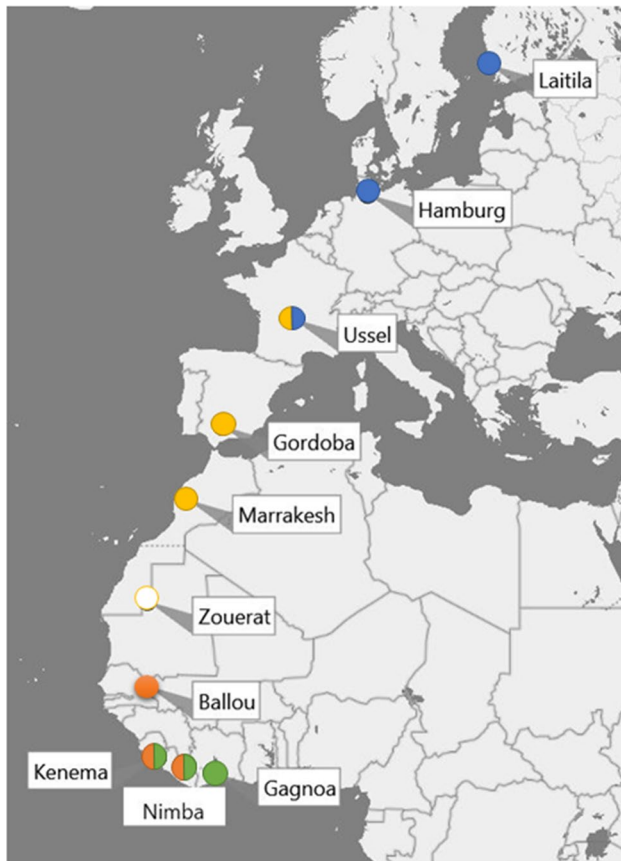 Laitila
Hamburg
Ussel
Gordoba
Marrakesh
Zouerat
Ballou
Kenema
Nimba
Gagnoa